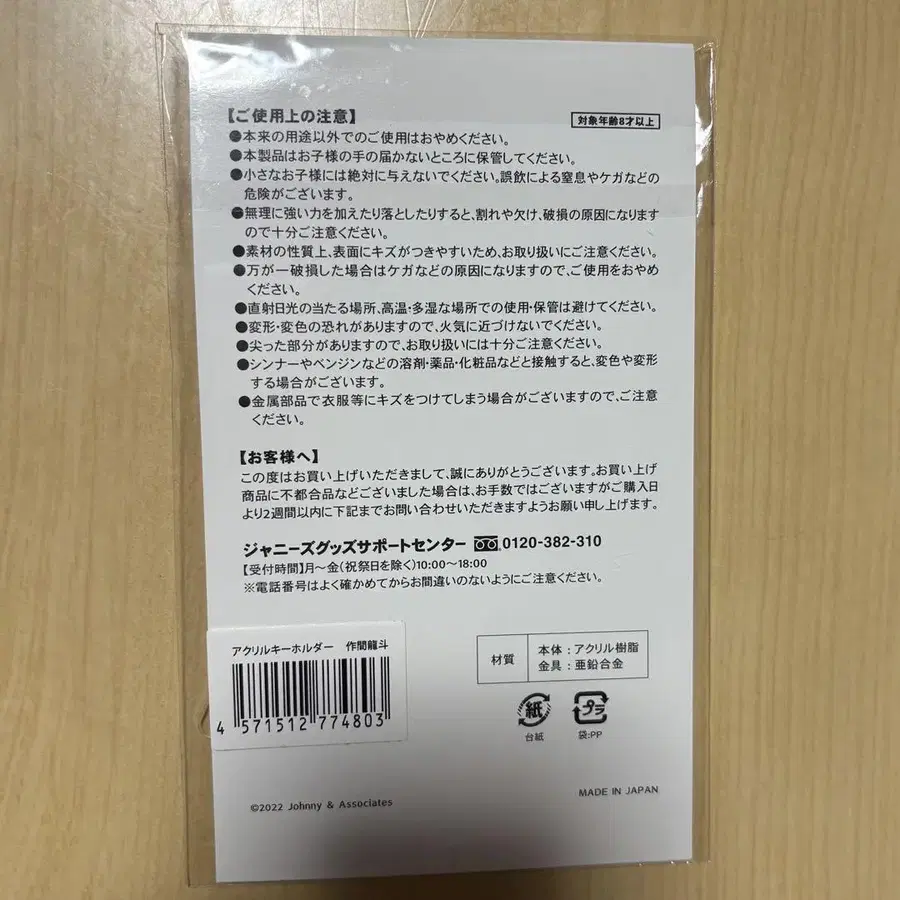 【ご使用上の注意】
対象年齢8才以上
●本来の用途以外でのご使用はおやめください。
●本製品はお子様の手の届かないところに保管してください。
●小さなお子様には絶対に与えないでください。誤飲による窒息やケガなどの
危険がございます。
●無理に強い力を加えたり落としたりすると、割れや欠け、破損の原因になります
ので十分ご注意ください。
●素材の性質上、表面にキズがつきやすいため、お取り扱いにご注意ください。
●万が一破損した場合はケガなどの原因になりますので、ご使用をおやめ
ください。
●直射日光の当たる場所、高温・多湿な場所での使用・保管は避けてください。
●変形・変色の恐れがありますので、火気に近づけないでください。
●尖った部分がありますので、お取り扱いには十分ご注意ください。
●シンナーやベンジンなどの溶剤・薬品・化粧品などと接触すると、変色や変形
する場合がございます。
●金属部品で衣服等にキズをつけてしまう場合がございますので、ご注意
ください。
【お客様へ】
この度はお買い上げいただきまして、誠にありがとうございます。お買い上げ
商品に不都合品などございました場合は、お手数ではございますがご購入日
より2週間以内に下記までお問い合わせいただきますようお願い申し上げます。
ジャニーズグッズサポートセンター 0120-382-310
【受付時間】月〜金(祝祭日を除く)10:00〜18:00
※電話番号はよく確かめてからお間違いのないようにご注意ください。
アクリルキーホルダー 作間龍斗
4 571512 774803
材質
本体：アクリル樹脂
金具：亜鉛合金
紙
台紙
プラ
袋:PP
©2022 Johnny & Associates
MADE IN JAPAN